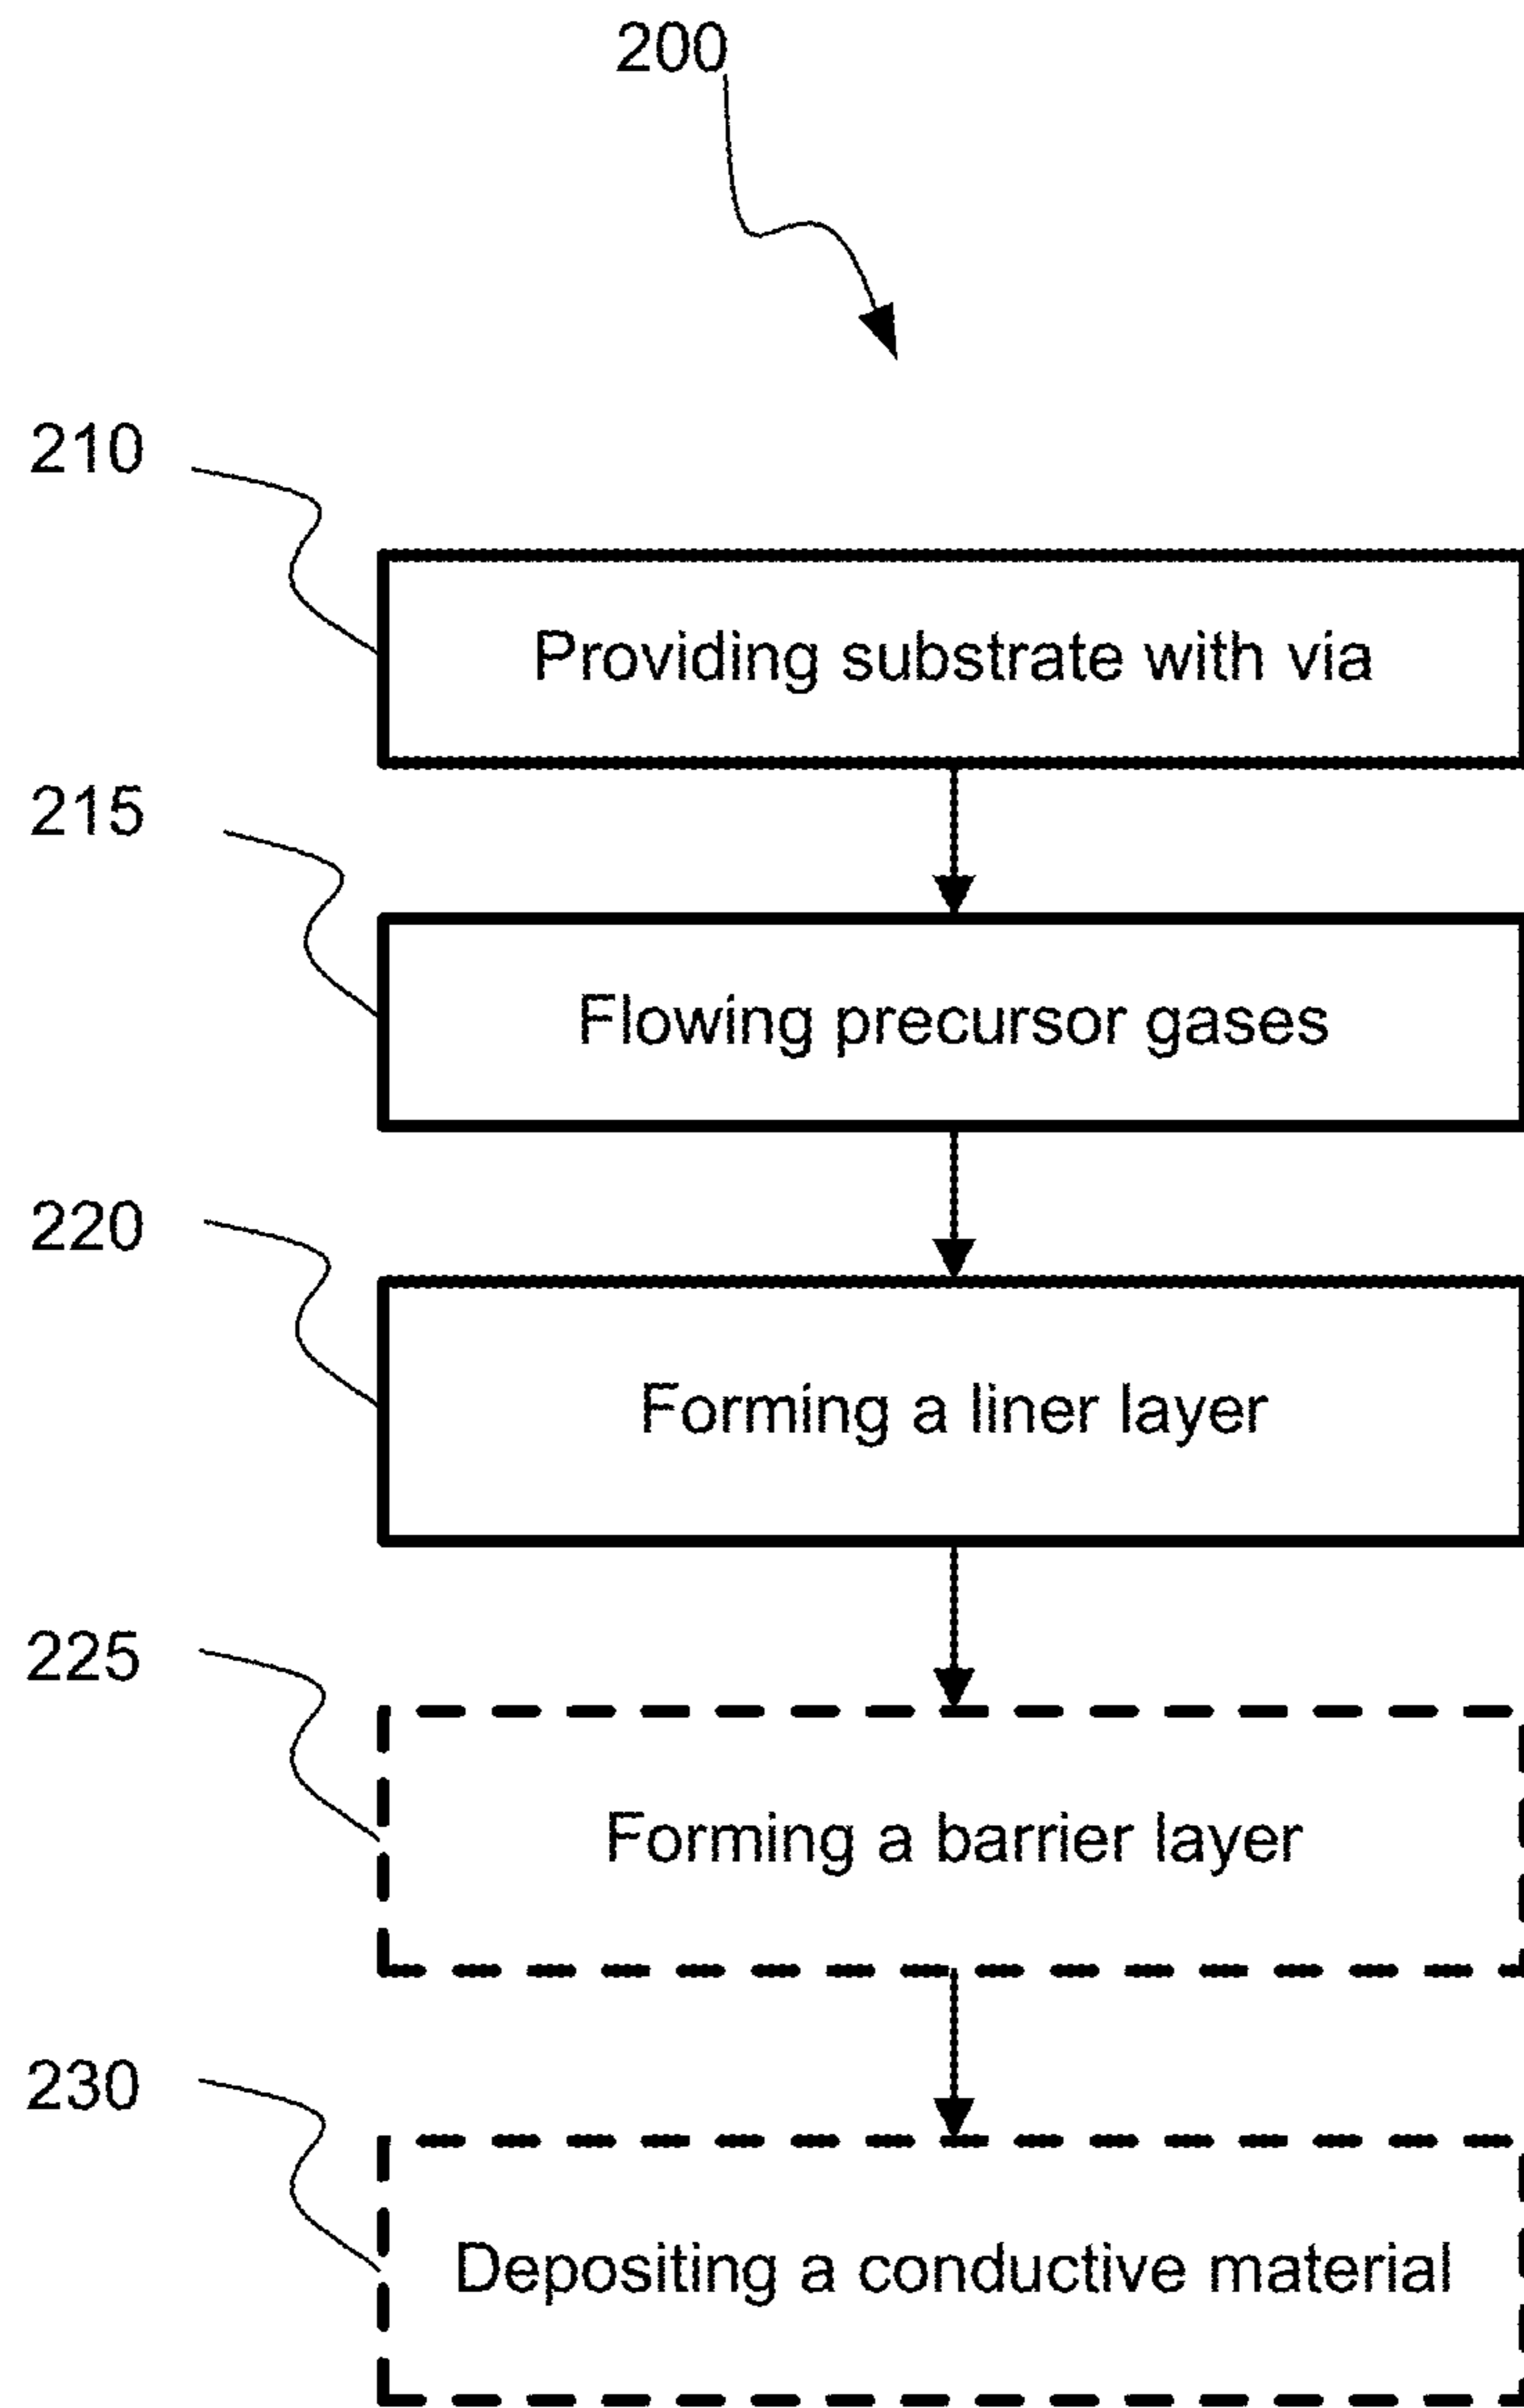 200
210
Providing substrate with via
215
Flowing precursor gases
220
Forming a liner layer
225
Forming a barrier layer
230
Depositing a conductive material